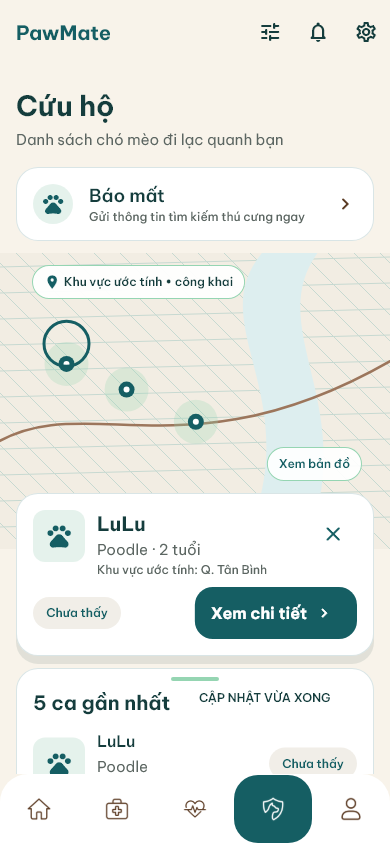 PawMate
Cứu hộ
Danh sách chó mèo đi lạc quanh bạn
Báo mất
Gửi thông tin tìm kiếm thú cưng ngay
Khu vực ước tính • công khai
Xem bản đồ
LuLu
Poodle · 2 tuổi
Khu vực ước tính: Q. Tân Bình
Chưa thấy
Xem chi tiết
5 ca gần nhất
CẬP NHẬT VỪA XONG
LuLu
Poodle
Chưa thấy